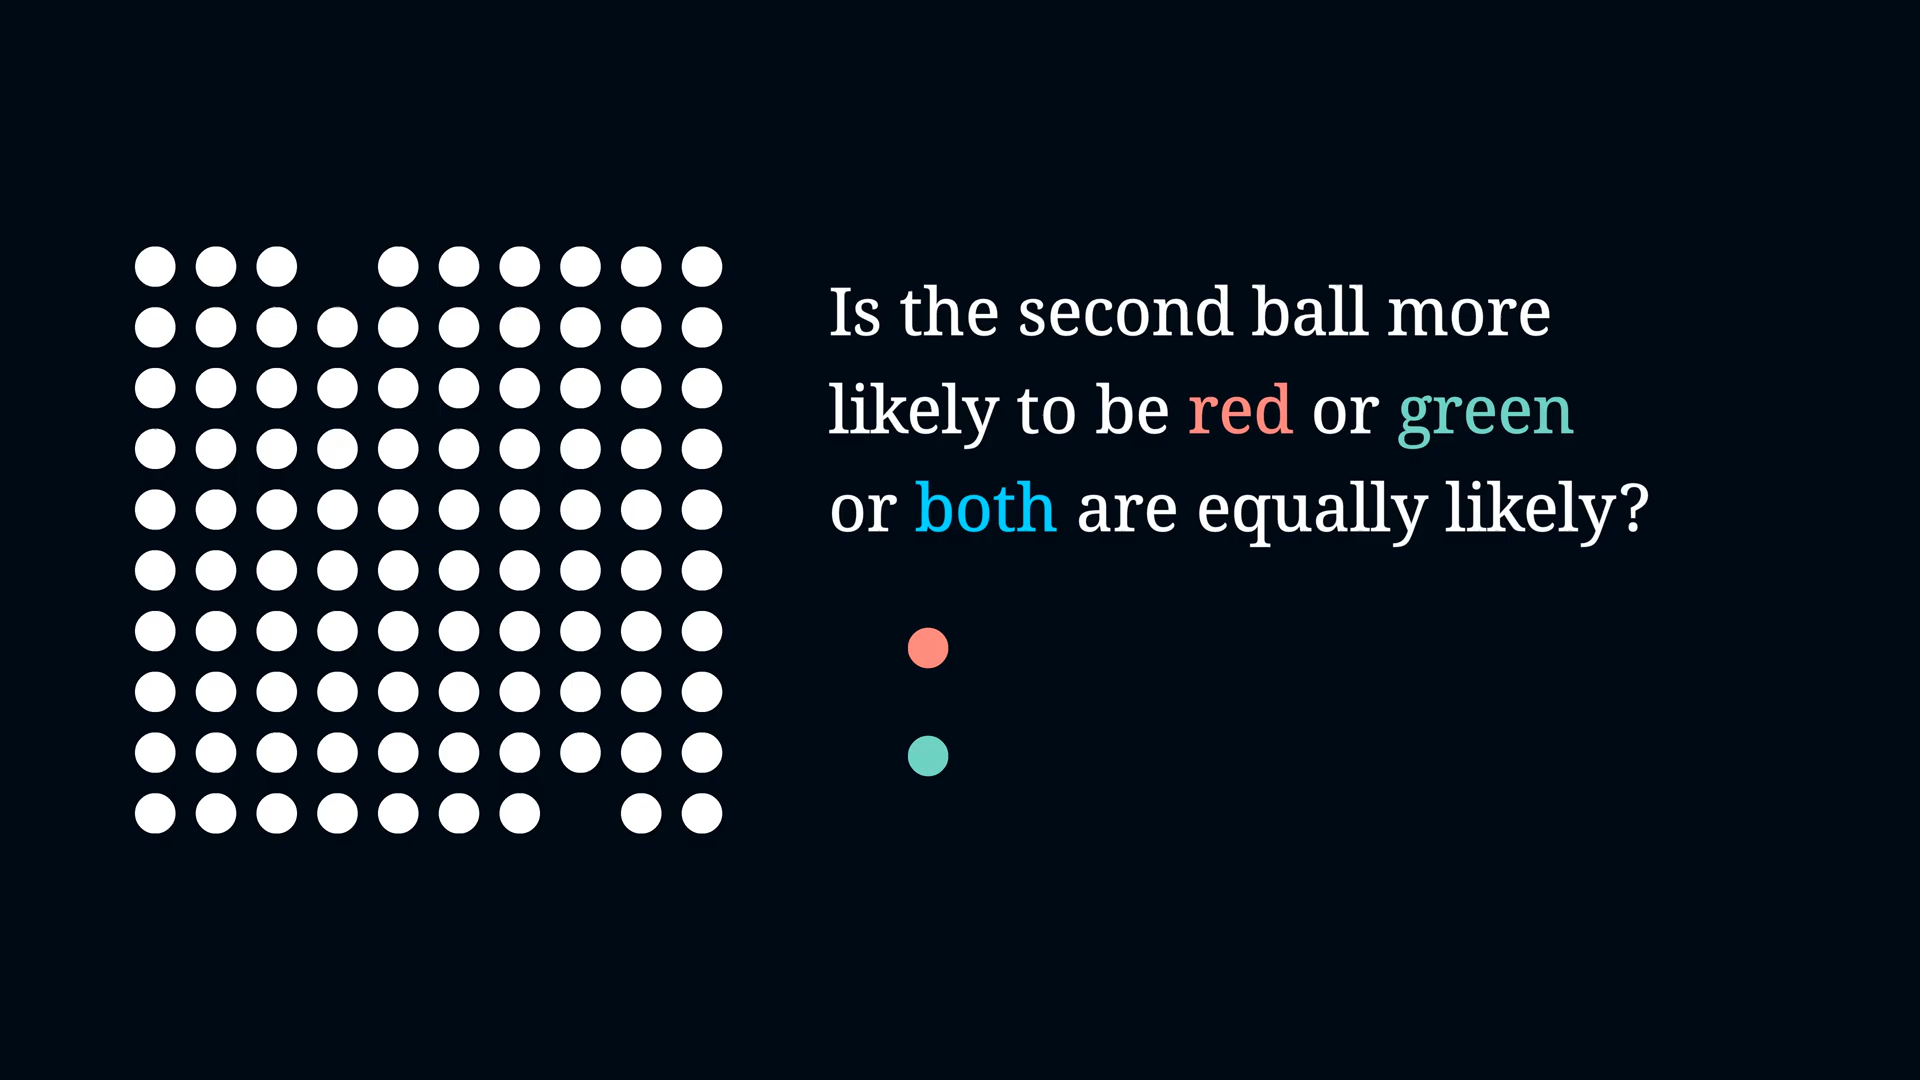 Is the second ball more
likely to be red or green
or both are equally likely?